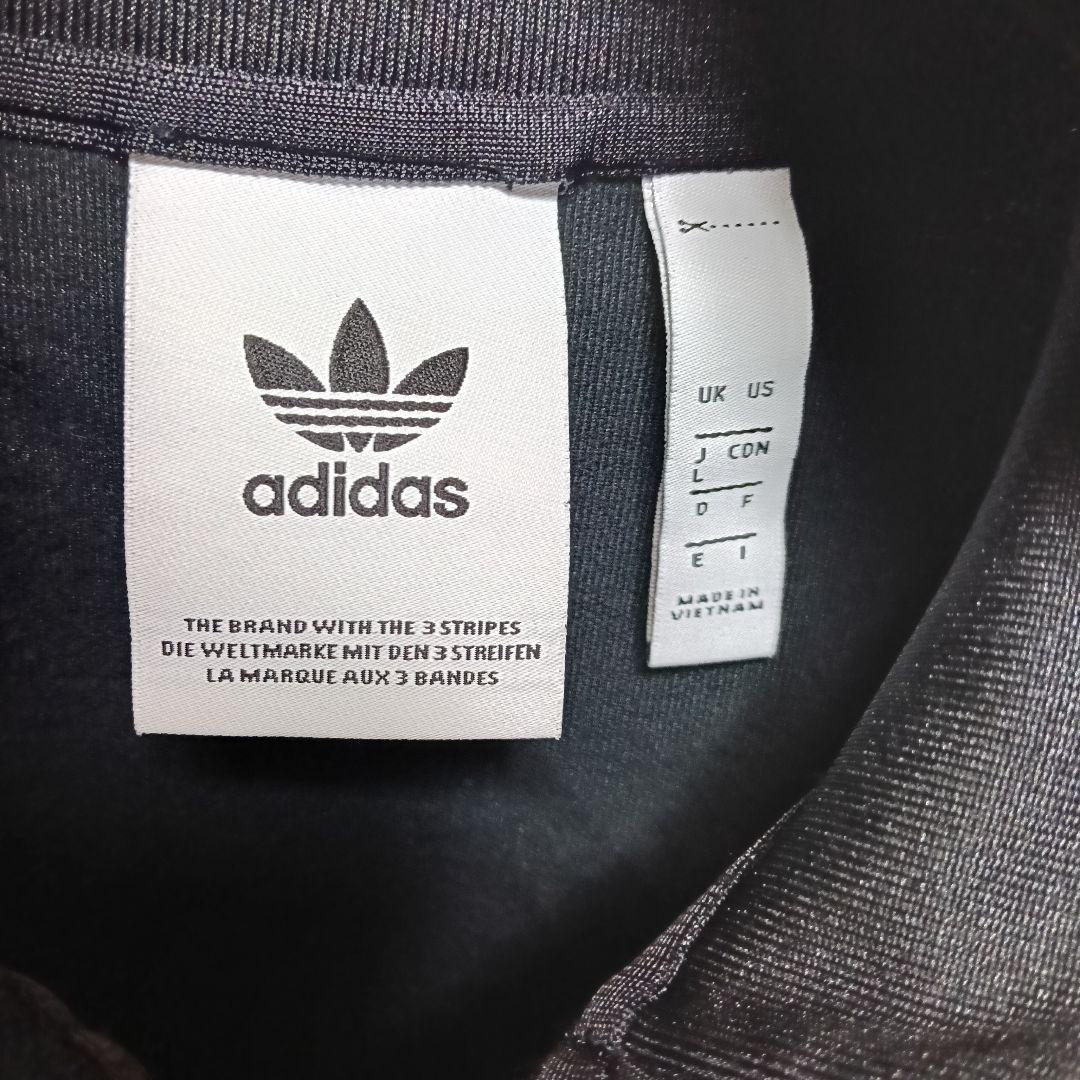 adidas
THE BRAND WITH THE 3 STRIPES
DIE WELTMARKE MIT DEN 3 STREIFEN
LA MARQUE AUX 3 BANDES
UK US
J CDN
L
D F
E I
MADE IN
VIETNAM